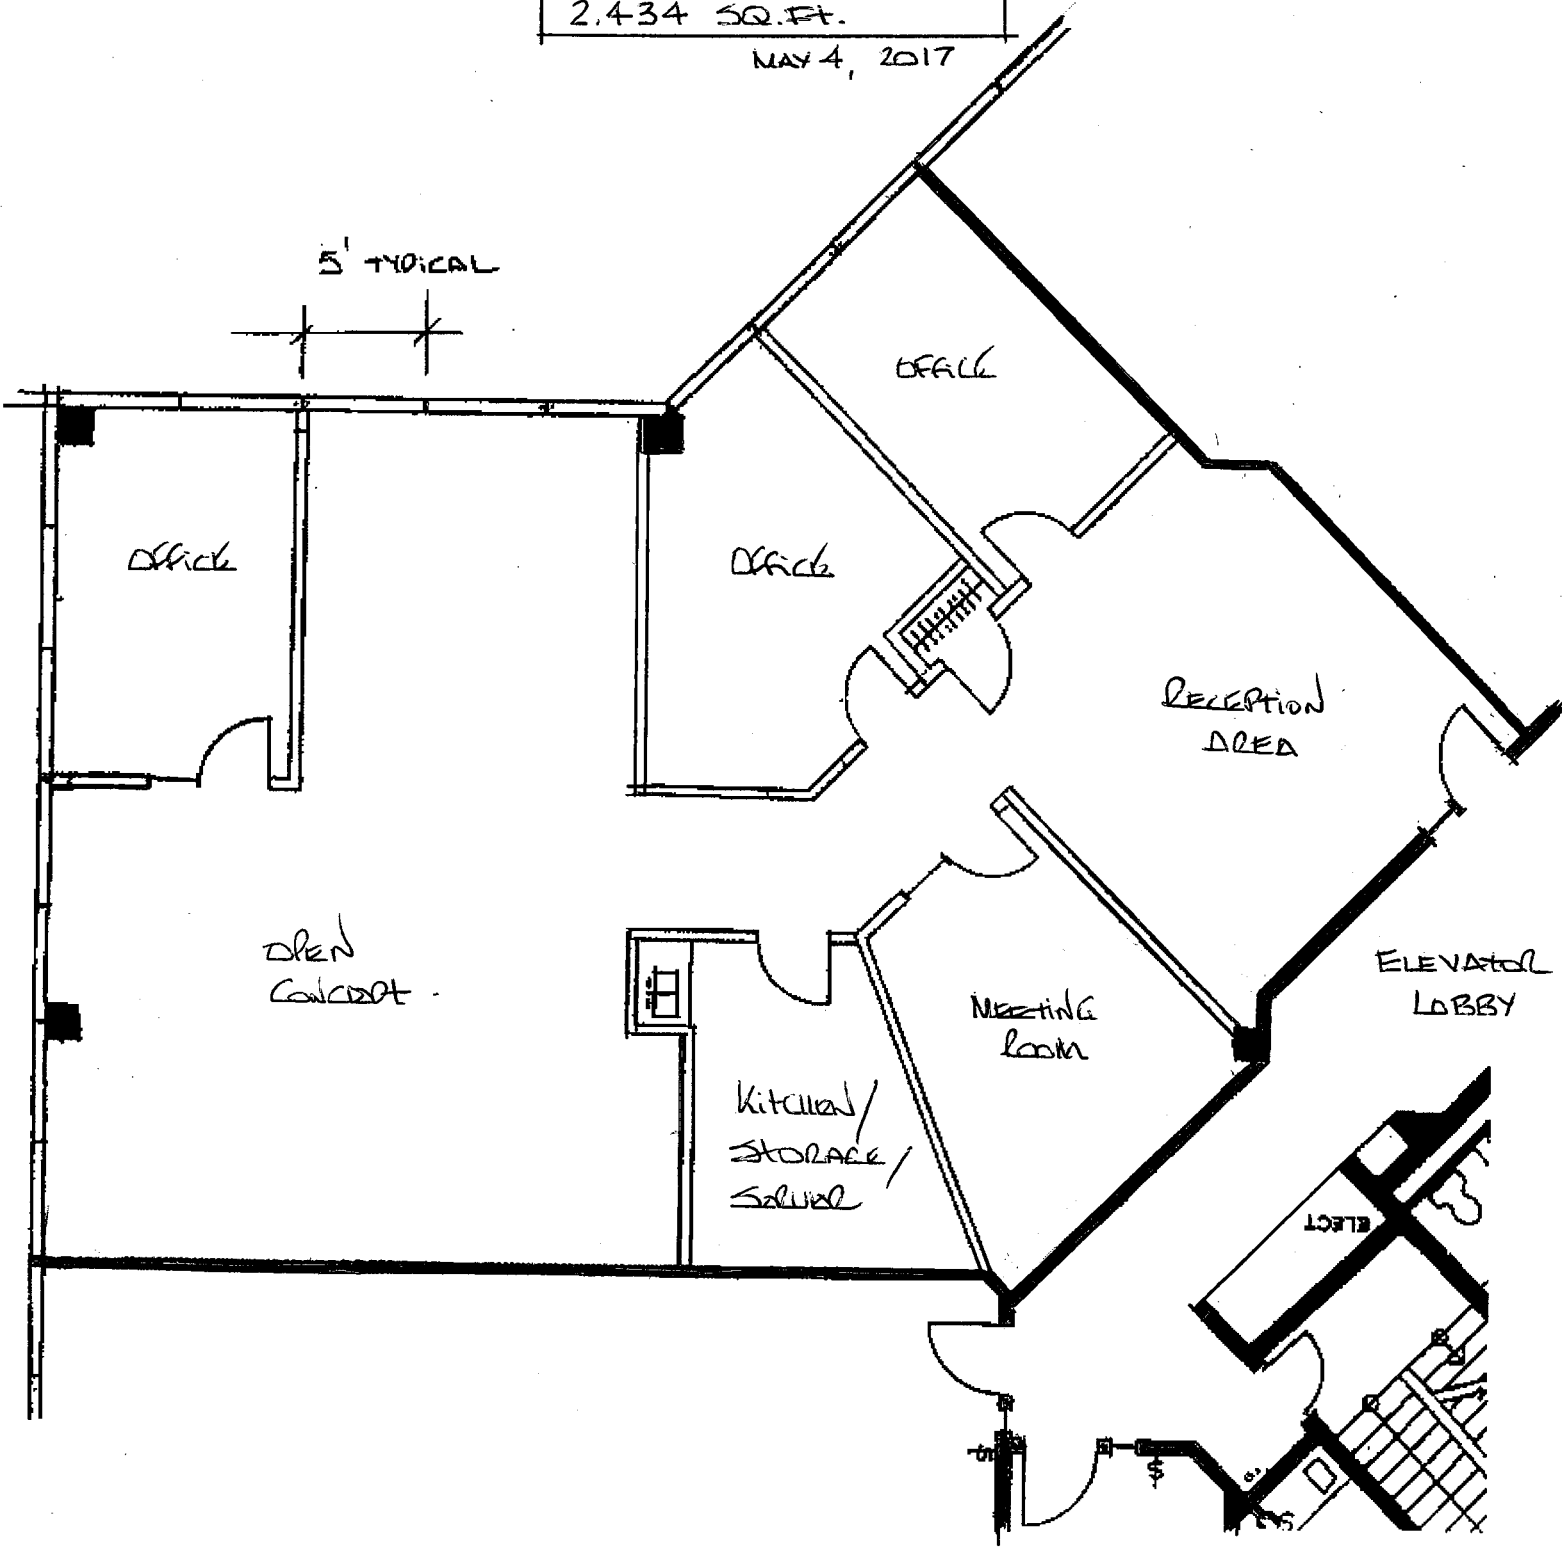 2,434 SQ.FT.
MAY 4, 2017
5' TYPICAL
OFFICE
OFFICE
OFFICE
RECEPTION
AREA
OPEN
CONCEPT
ELEVATOR
LOBBY
MEETING
ROOM
KITCHEN/
STORAGE/
SERVER
ELECT